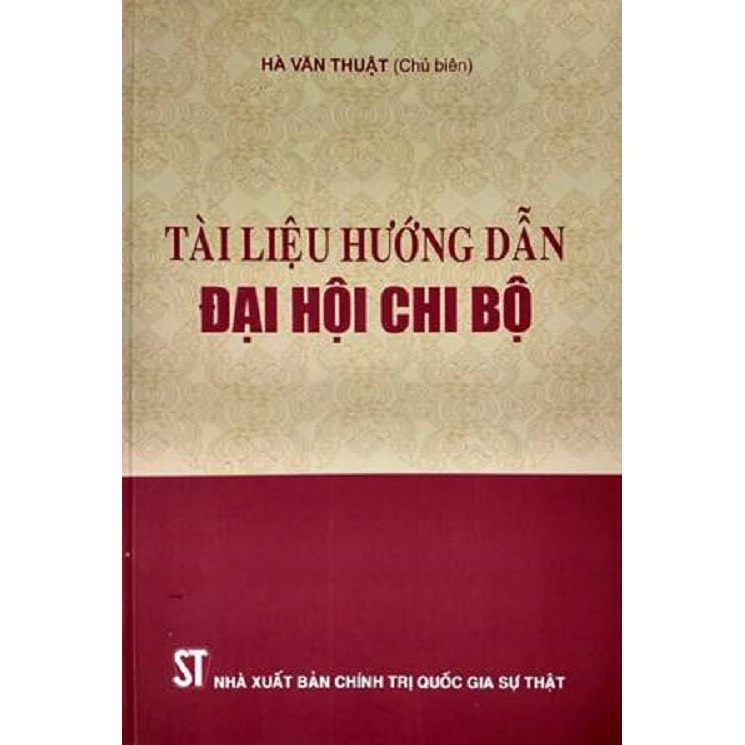 HÀ VĂN THUẬT (Chủ biên)
TÀI LIỆU HƯỚNG DẪN
ĐẠI HỘI CHI BỘ
ST NHÀ XUẤT BẢN CHÍNH TRỊ QUỐC GIA SỰ THẬT